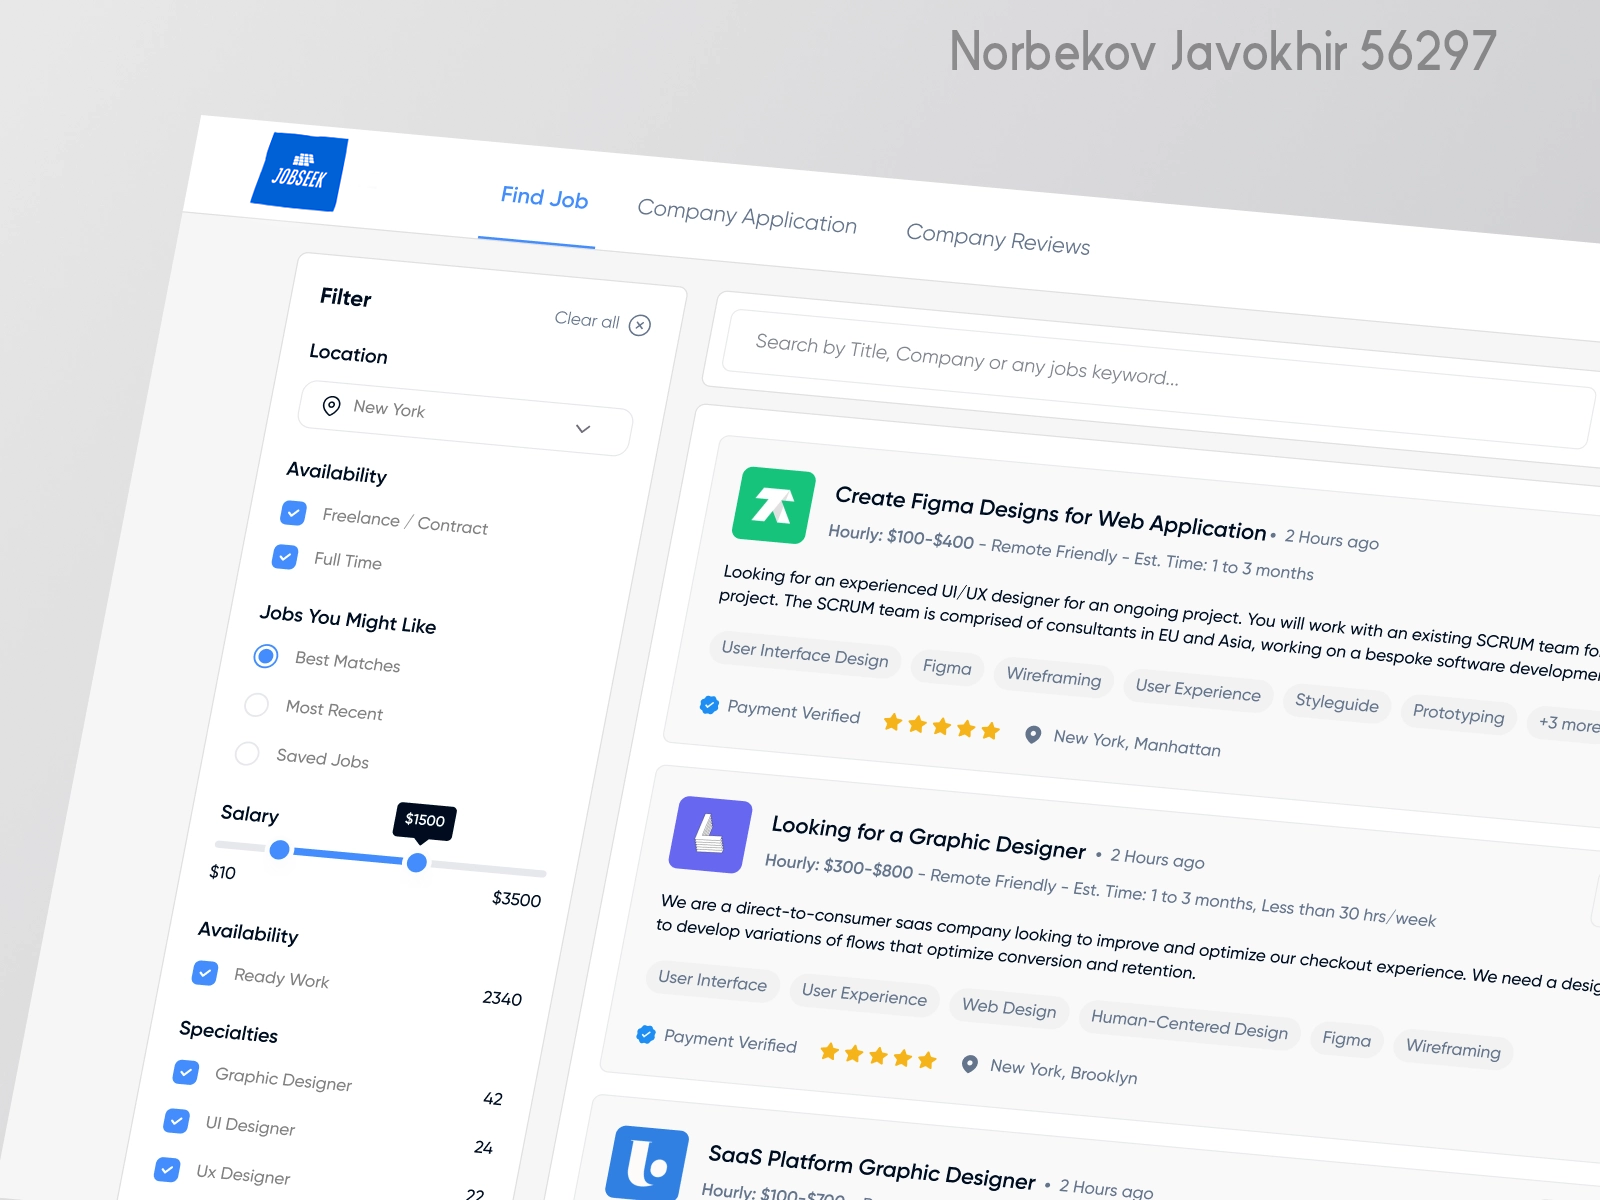 Norbekov Javokhir 56297
JOBSEEK
Find Job
Company Application
Company Reviews
Filter
Clear all
Location
New York
Availability
Freelance / Contract
Full Time
Jobs You Might Like
Best Matches
Most Recent
Saved Jobs
Salary
$1500
$10
$3500
Availability
Ready Work
2340
Specialties
Graphic Designer
42
UI Designer
24
Ux Designer
22
Search by Title, Company or any jobs keyword...
Create Figma Designs for Web Application • 2 Hours ago
Hourly: $100-$400 - Remote Friendly - Est. Time: 1 to 3 months
Looking for an experienced UI/UX designer for an ongoing project. You will work with an existing SCRUM team
project. The SCRUM team is comprised of consultants in EU and Asia, working on a bespoke software
User Interface Design
Figma
Wireframing
User Experience
Styleguide
Prototyping
+3 more
Payment Verified
New York, Manhattan
Looking for a Graphic Designer • 2 Hours ago
Hourly: $300-$800 - Remote Friendly - Est. Time: 1 to 3 months, Less than 30 hrs/week
We are a direct-to-consumer saas company looking to improve and optimize our checkout experience. We need a
to develop variations of flows that optimize conversion and retention.
User Interface
User Experience
Web Design
Human-Centered Design
Figma
Wireframing
Payment Verified
New York, Brooklyn
SaaS Platform Graphic Designer • 2 Hours ago
Hourly: $100-$700